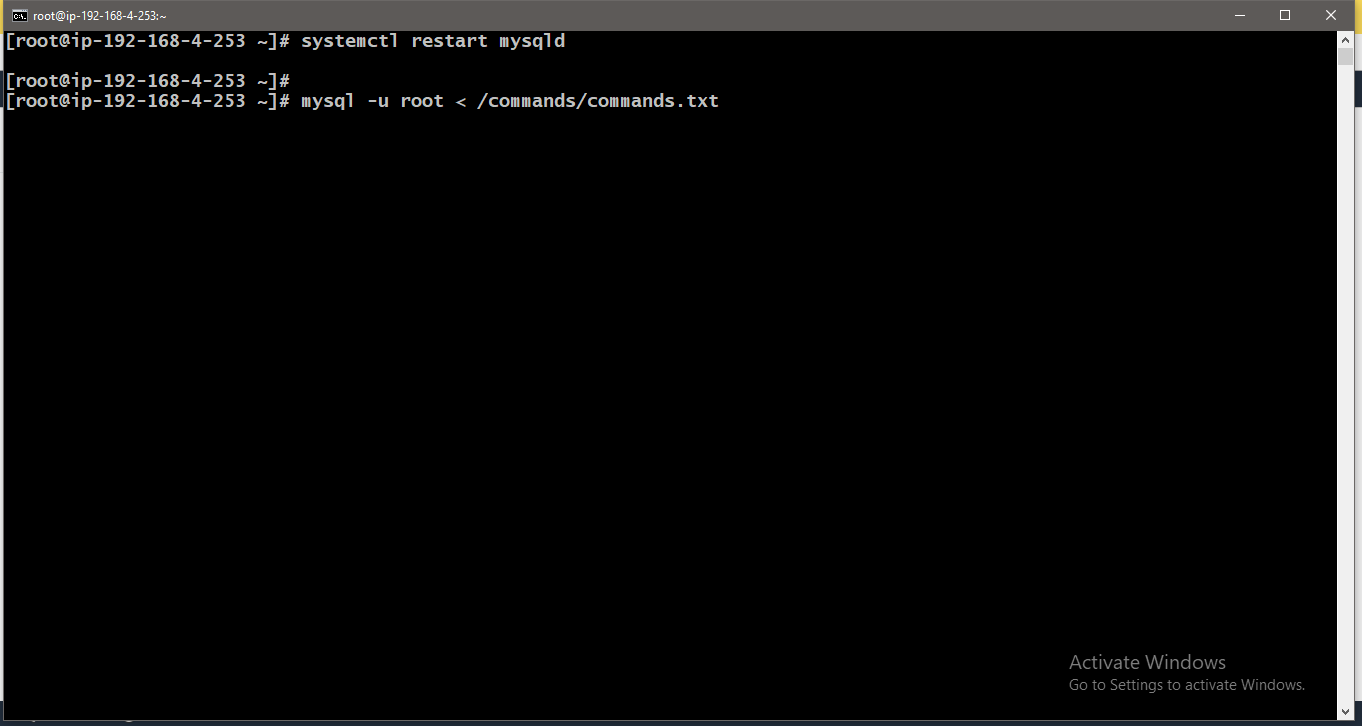 root@ip-192-168-4-253:~
[root@ip-192-168-4-253 ~]# systemctl restart mysqld
[root@ip-192-168-4-253 ~]#
[root@ip-192-168-4-253 ~]# mysql -u root < /commands/commands.txt
Activate Windows
Go to Settings to activate Windows.